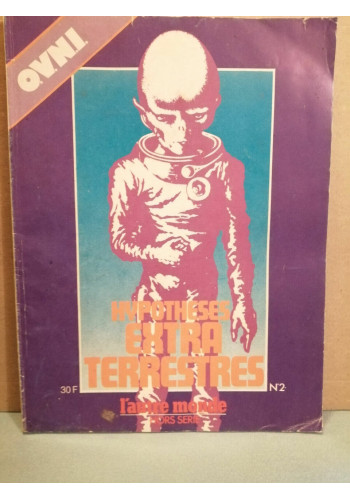 OVNI
HYPOTHESES
EXTRA
TERRESTRES
30 F
N°2
l'autre monde
HORS SERIE